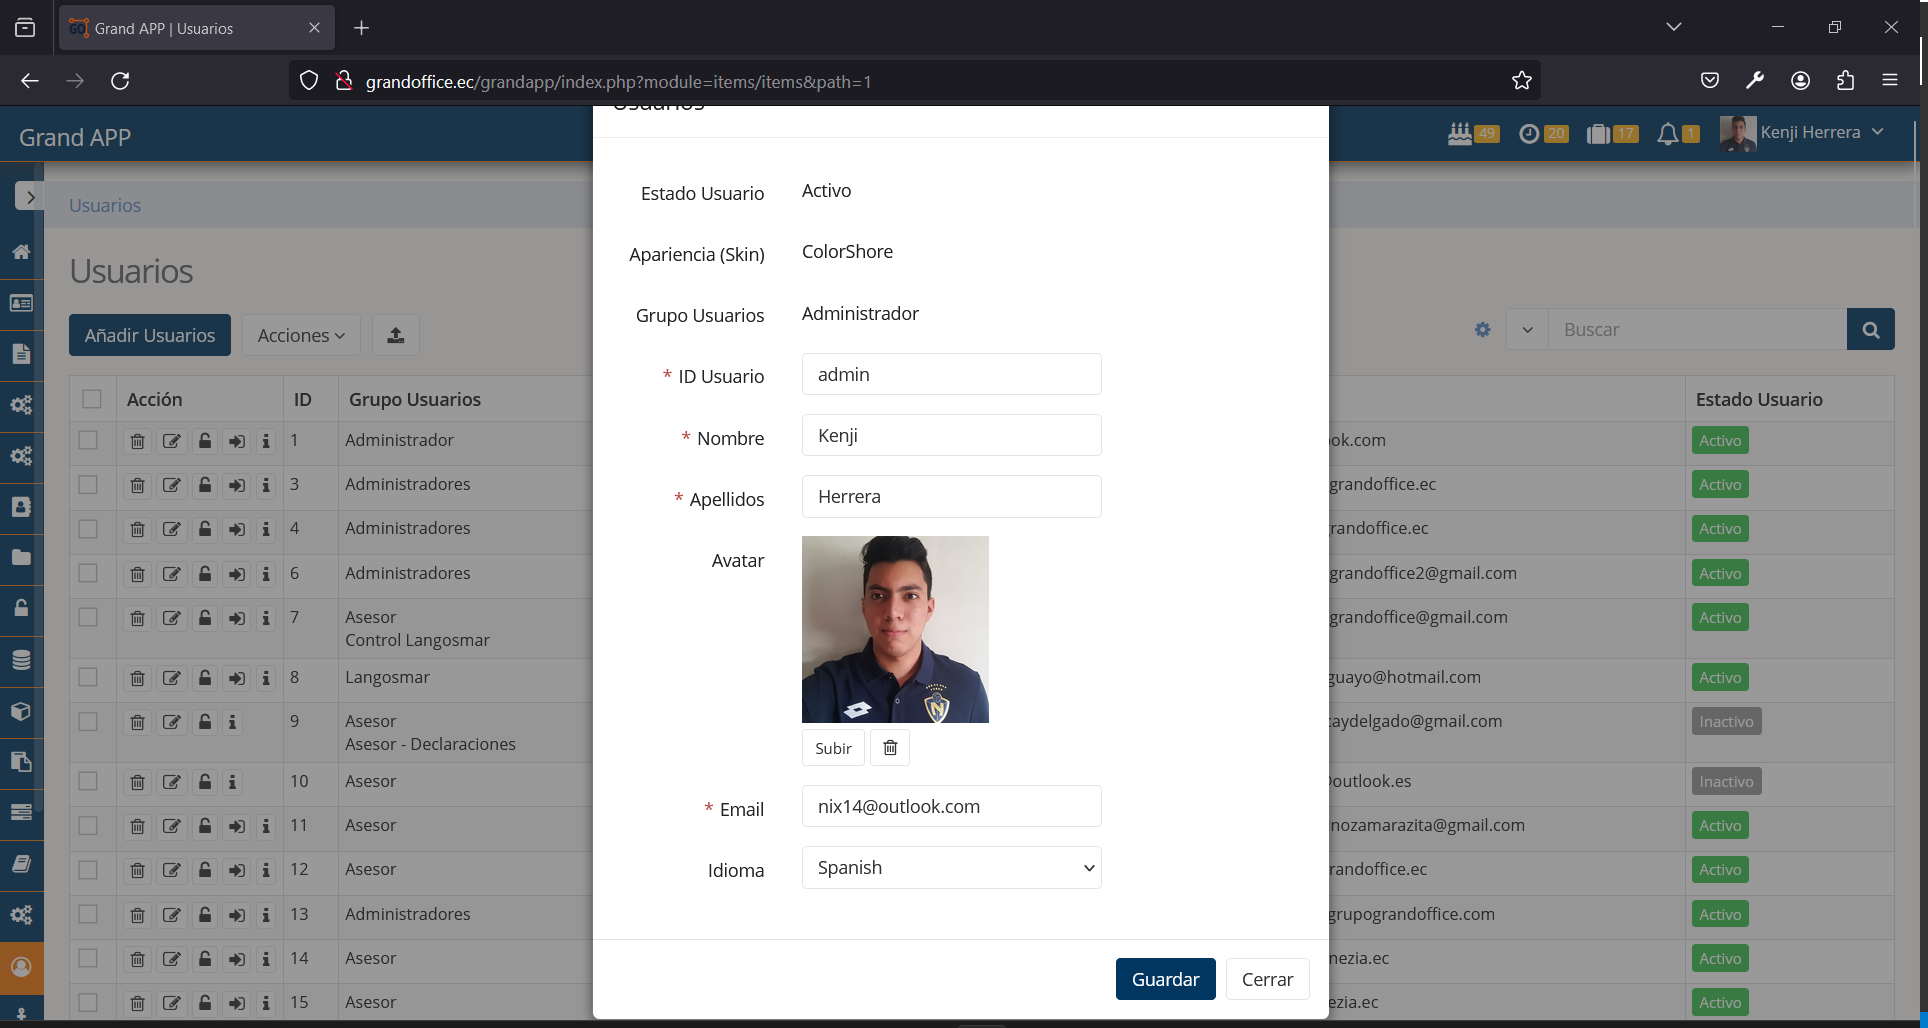 Grand APP | Usuarios
grandoffice.ec/grandapp/index.php?module=items/items&path=1
Grand APP
49
20
17
1
Kenji Herrera
Usuarios
Usuarios
Añadir Usuarios
Acciones
Buscar
Acción ID Grupo Usuarios Estado Usuario
1 Administrador ok.com Activo
3 Administradores grandoffice.ec Activo
4 Administradores grandoffice.ec Activo
6 Administradores grandoffice2@gmail.com Activo
7 Asesor grandoffice@gmail.com Activo
Control Langosmar
8 Langosmar guayo@hotmail.com Activo
9 Asesor caydelgado@gmail.com Inactivo
Asesor - Declaraciones
10 Asesor outlook.es Inactivo
11 Asesor nozamarazita@gmail.com Activo
12 Asesor randoffice.ec Activo
13 Administradores grupograndoffice.com Activo
14 Asesor nezia.ec Activo
15 Asesor ezia.ec Activo
Usuarios
Estado Usuario Activo
Apariencia (Skin) ColorShore
Grupo Usuarios Administrador
* ID Usuario admin
* Nombre Kenji
* Apellidos Herrera
Avatar
N
Subir
* Email nix14@outlook.com
Idioma Spanish
Guardar
Cerrar